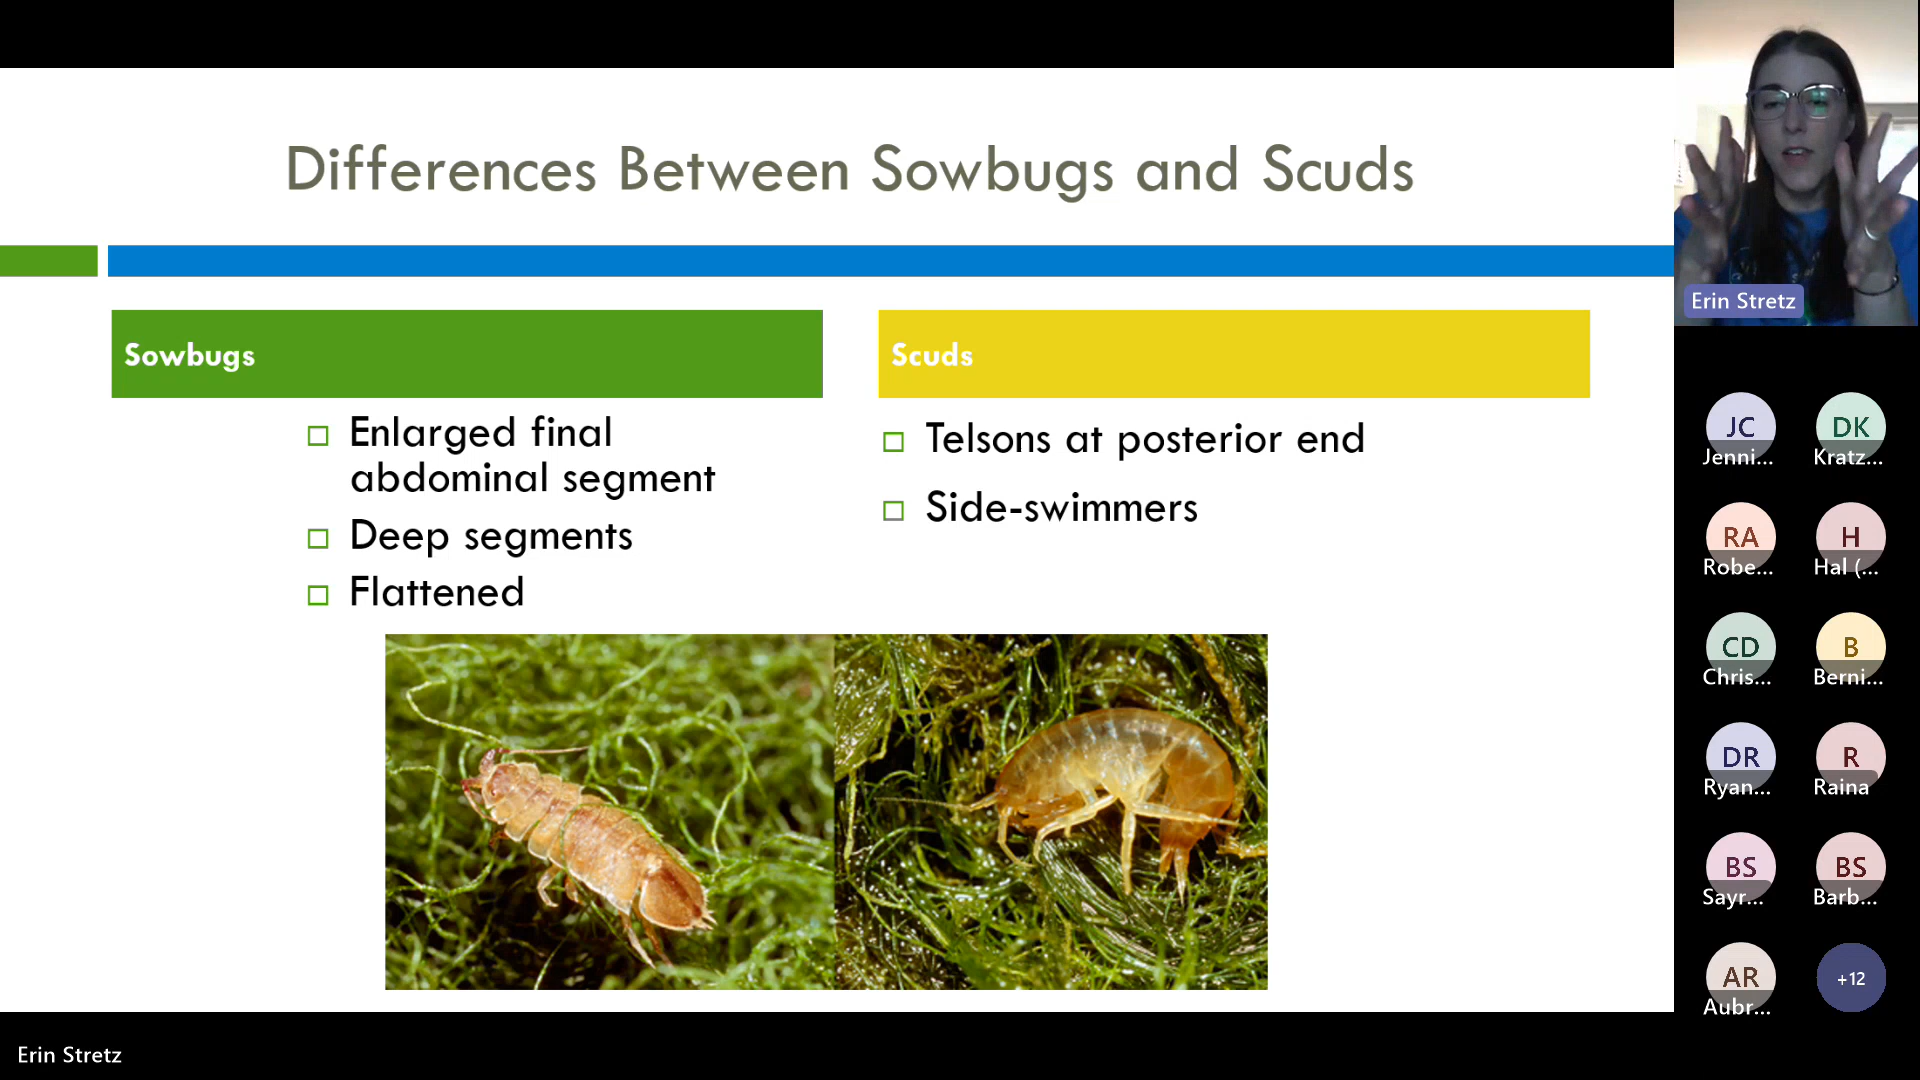 Differences Between Sowbugs and Scuds
Sowbugs
Enlarged final
abdominal segment
Deep segments
Flattened
Scuds
Telsons at posterior end
Side-swimmers
Erin Stretz
JC
Jenni...
DK
Kratz...
RA
Robe...
H
Hal (...
CD
Chris...
B
Berni...
DR
Ryan...
R
Raina
BS
Sayr...
BS
Barb...
AR
Aubr...
+12
Erin Stretz